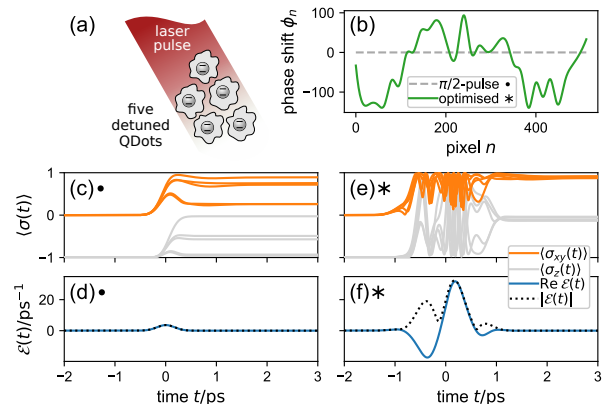 (a)
laser
pulse
five
detuned
QDots
(b)
phase shift ϕₙ
100
0
−100
π/2-pulse •
optimised ∗
0
200
400
pixel n
(c) •
⟨σ(t)⟩
1
0
−1
(e) ∗
⟨σxy(t)⟩
⟨σz(t)⟩
Re ℰ(t)
|ℰ(t)|
(d) •
ℰ(t)/ps⁻¹
20
0
−2
−1
0
1
2
3
time t/ps
(f) ∗
−2
−1
0
1
2
3
time t/ps